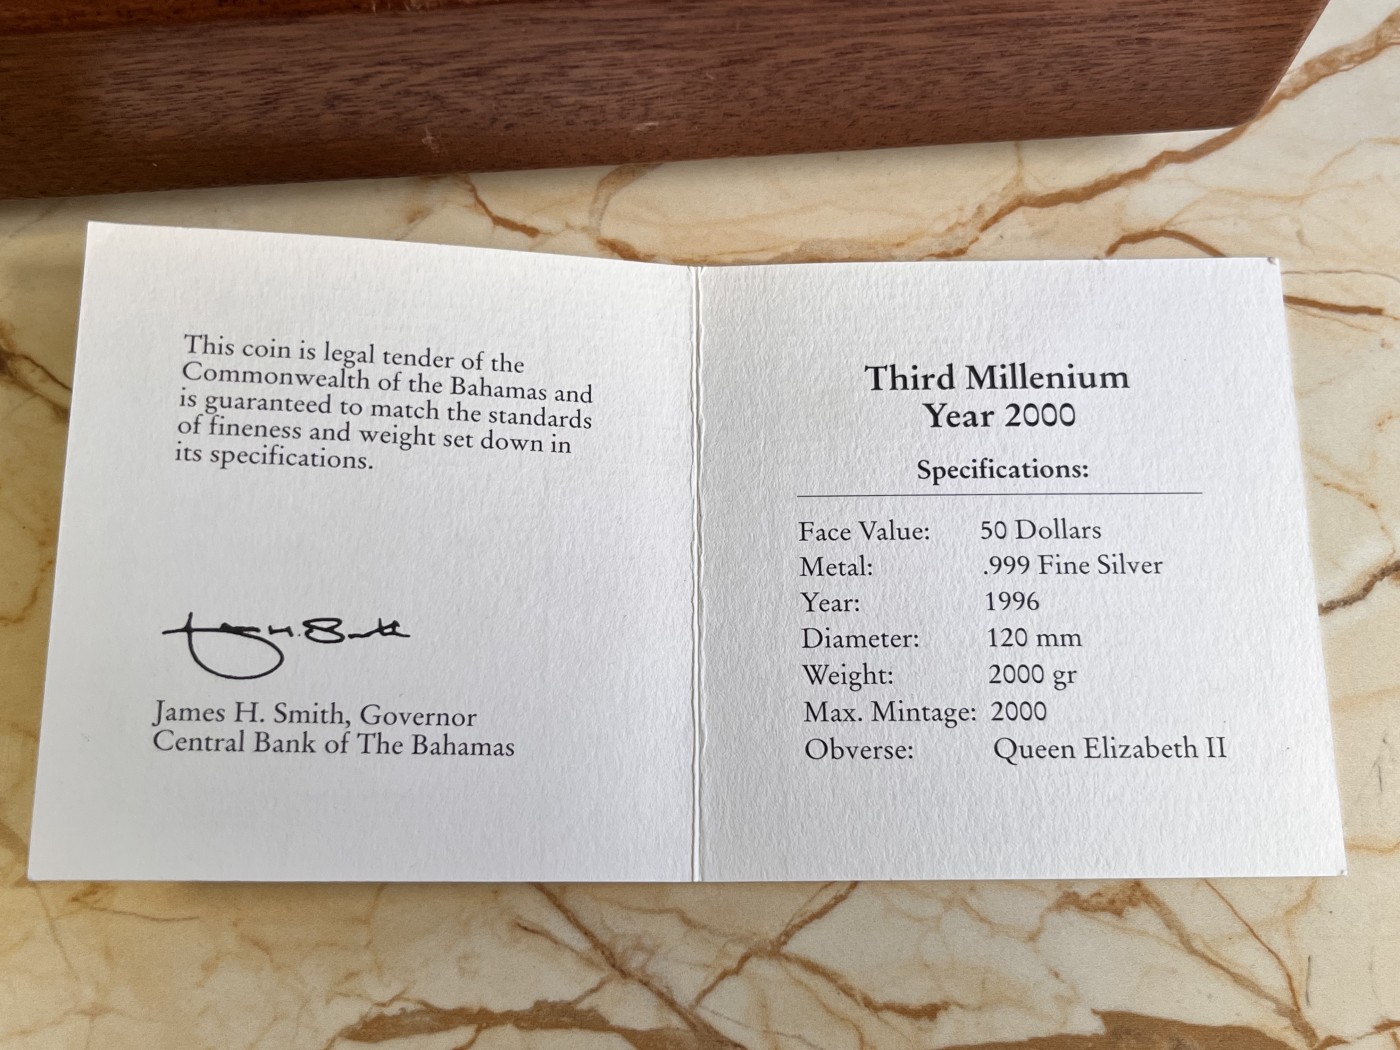 This coin is legal tender of the
Commonwealth of the Bahamas and
is guaranteed to match the standards
of fineness and weight set down in
its specifications.
James H. Smith, Governor
Central Bank of The Bahamas
Third Millenium
Year 2000
Specifications:
Face Value: 50 Dollars
Metal: .999 Fine Silver
Year: 1996
Diameter: 120 mm
Weight: 2000 gr
Max. Mintage: 2000
Obverse: Queen Elizabeth II